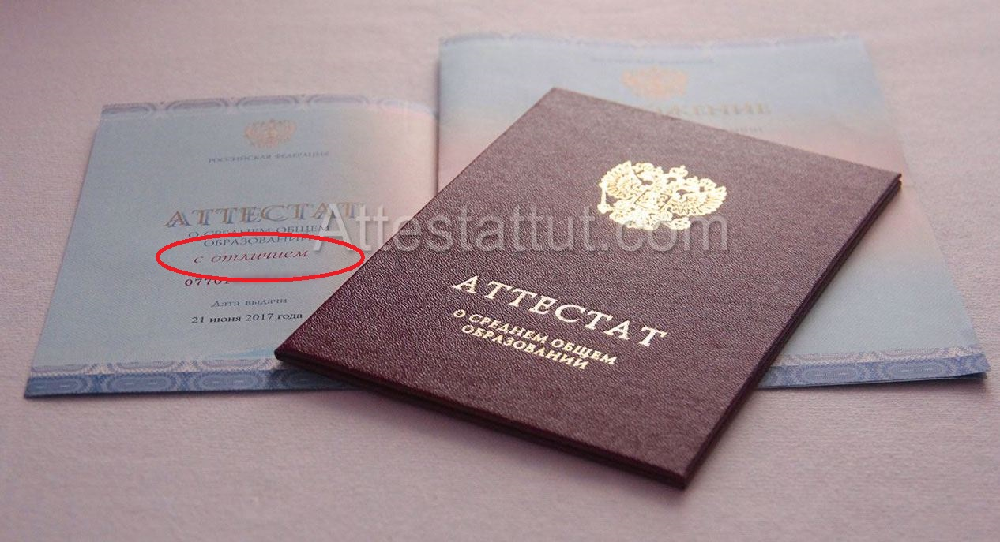 РОССИЙСКАЯ ФЕДЕРАЦИЯ
АТТЕСТАТ
О СРЕДНЕМ ОБЩЕМ
ОБРАЗОВАНИИ
с отличием
07701
Дата выдачи
21 июня 2017 года
Attestattut.com
АТТЕСТАТ
О СРЕДНЕМ ОБЩЕМ
ОБРАЗОВАНИИ